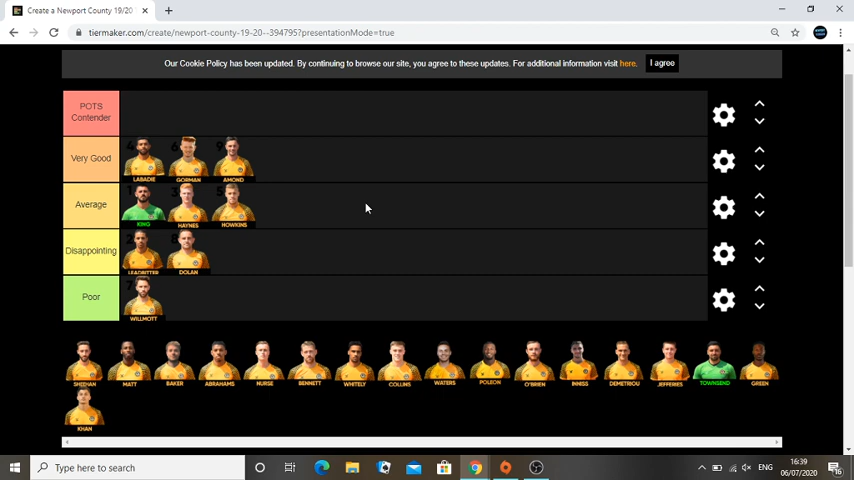 Create a Newport County 19/20
tiermaker.com/create/newport-county-19-20--394795?presentationMode=true
Our Cookie Policy has been updated. By continuing to browse our site, you agree to these updates. For additional information visit here. I agree
POTS
Contender
Very Good
LABADIE GORMAN AMOND
Average
KING HAYNES HOWKINS
Disappointing
LEADBITTER DOLAN
Poor
WILLMOTT
SHEEHAN MATT BAKER ABRAHAMS NURSE BENNETT WHITELY COLLINS WATERS POLEON O'BRIEN INNISS DEMETRIOU JEFFERIES TOWNSEND GREEN
KHAN
Type here to search
ENG
16:39
06/07/2020
16